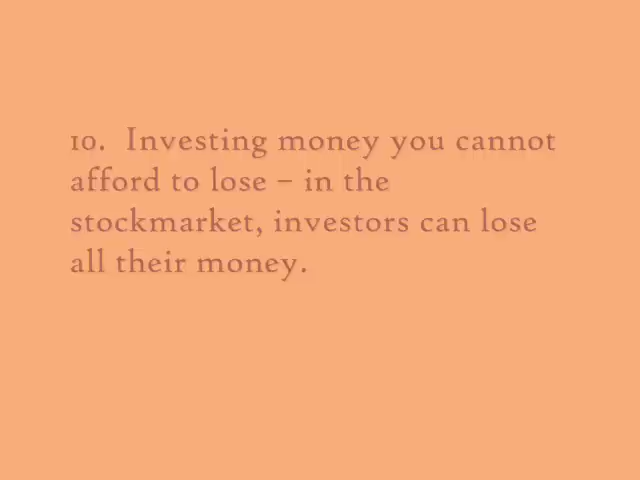 10.  Investing money you cannot
afford to lose – in the
stockmarket, investors can lose
all their money.